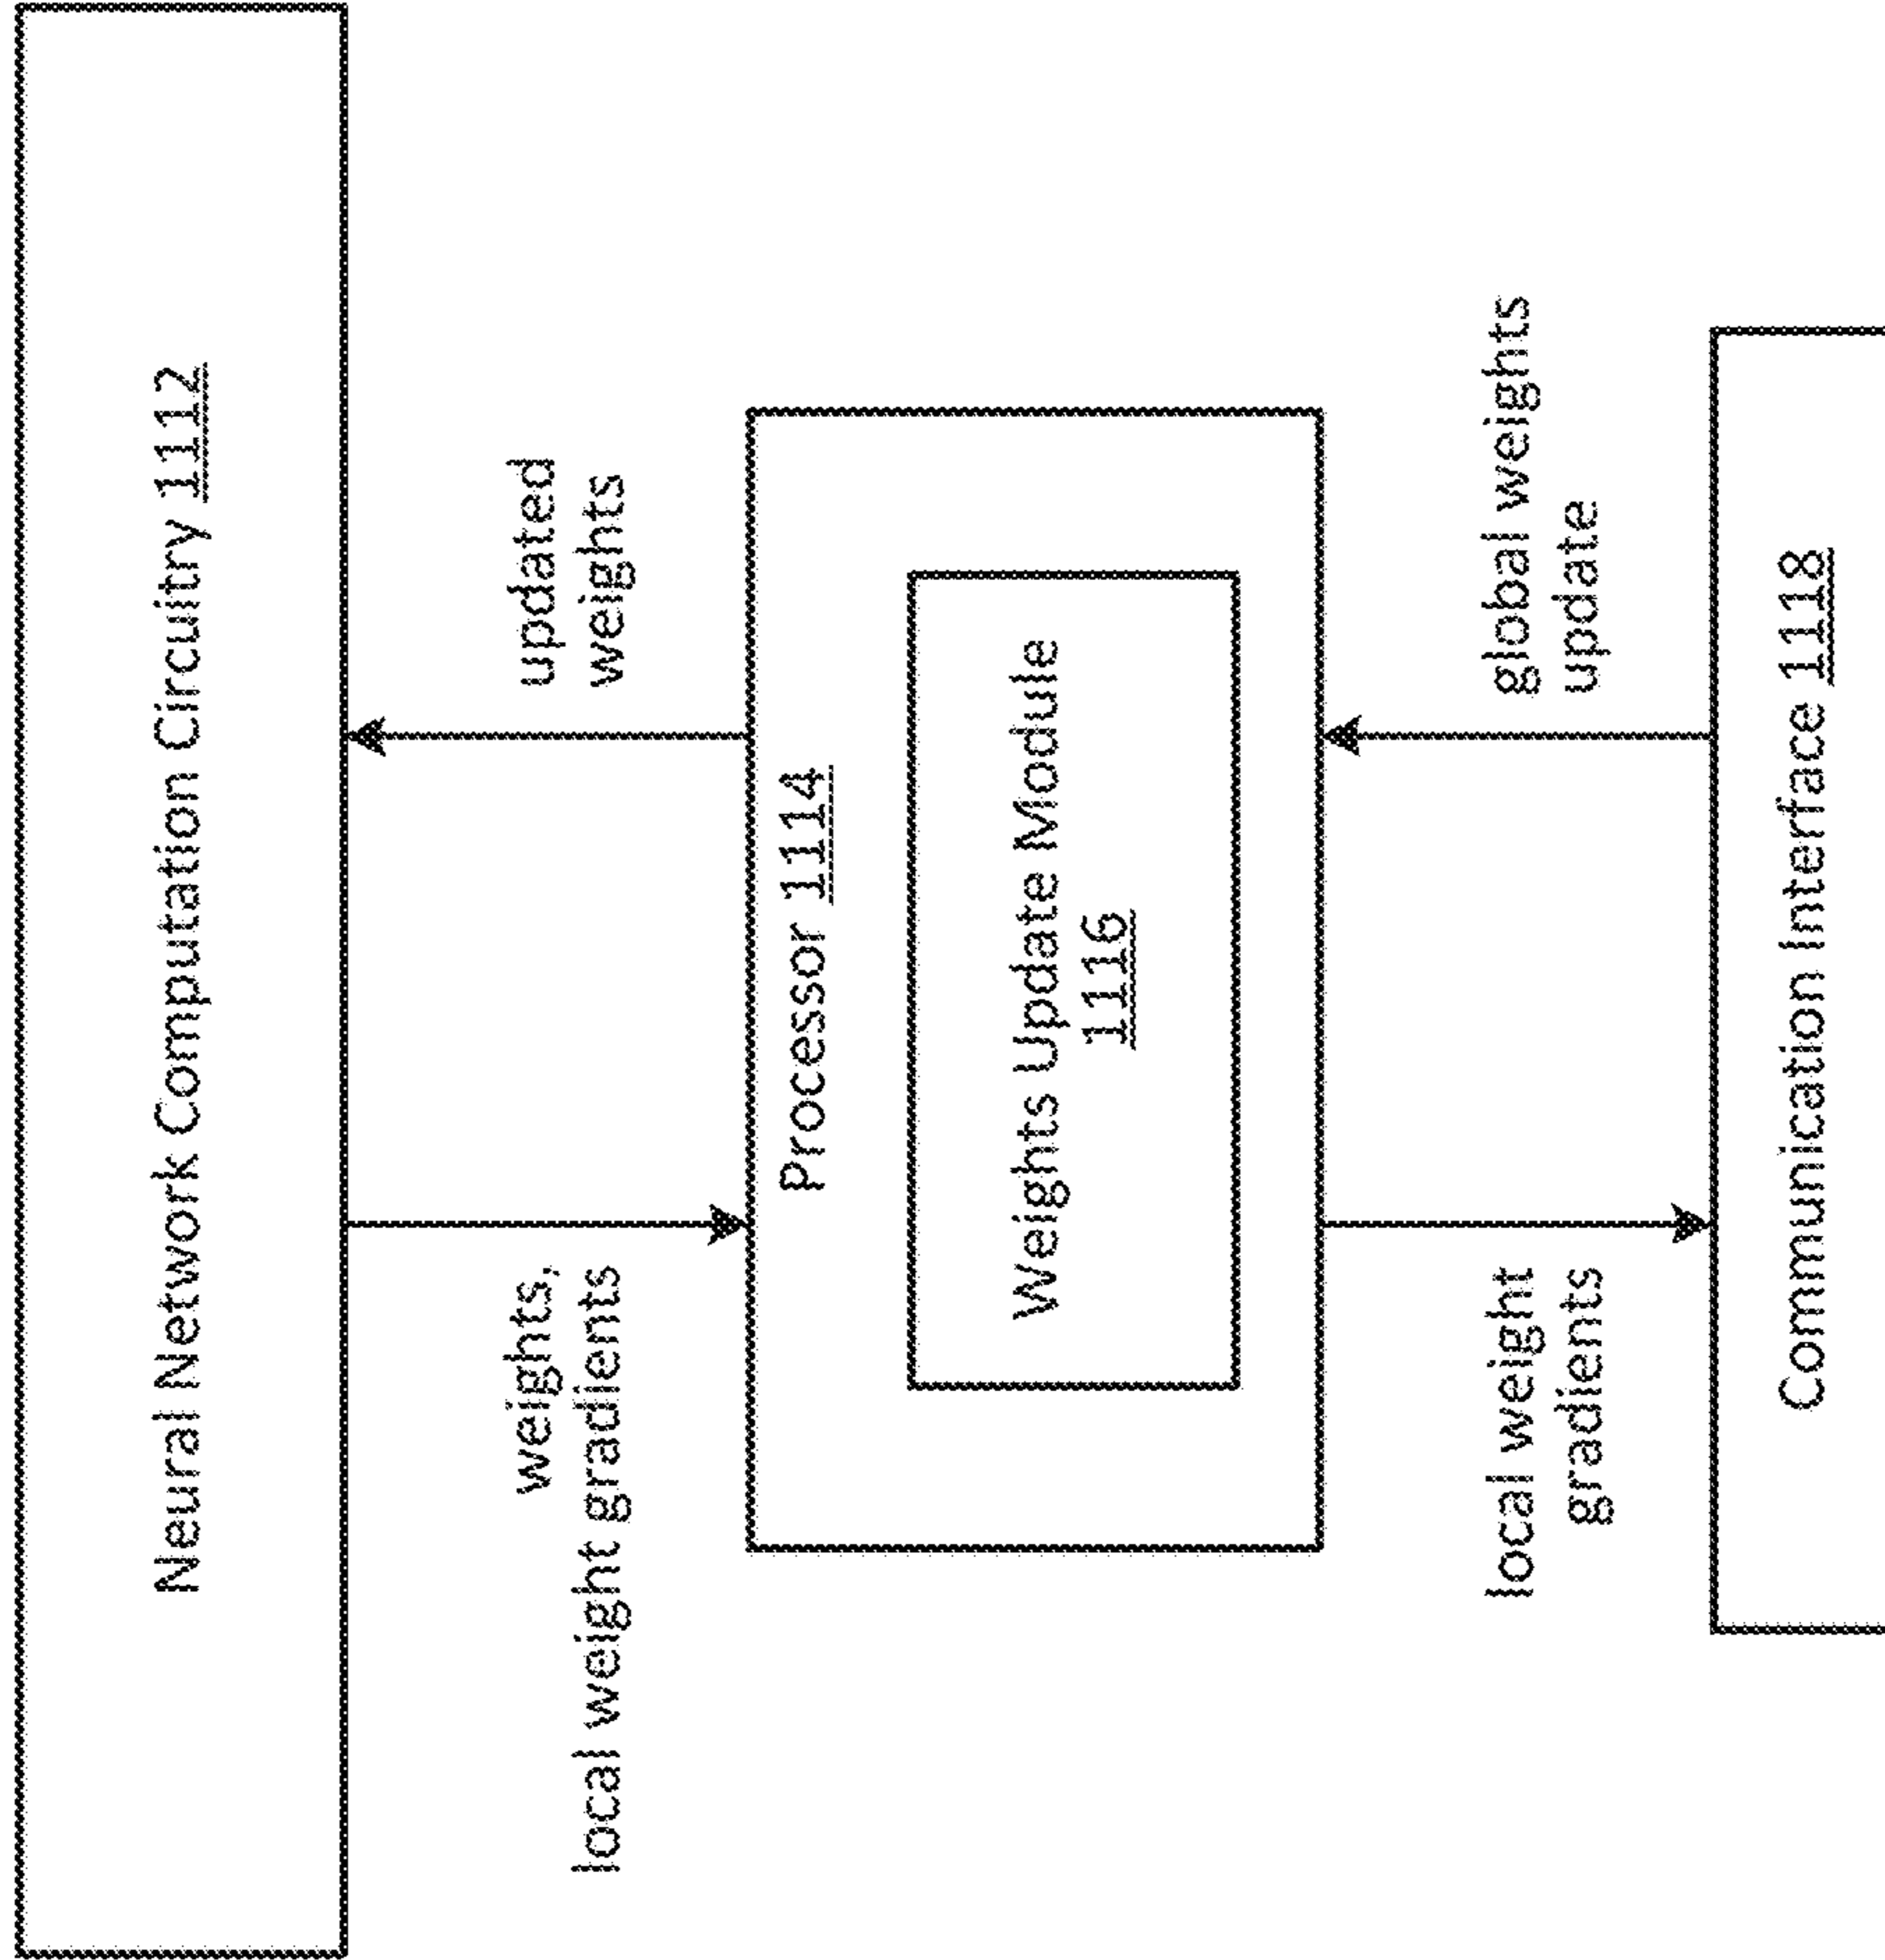 Neural Network Computation Circuitry 1112
weights,
local weight gradients
updated
weights
Processor 1114
Weights Update Module
1116
local weight
gradients
global weights
update
Communication Interface 1118